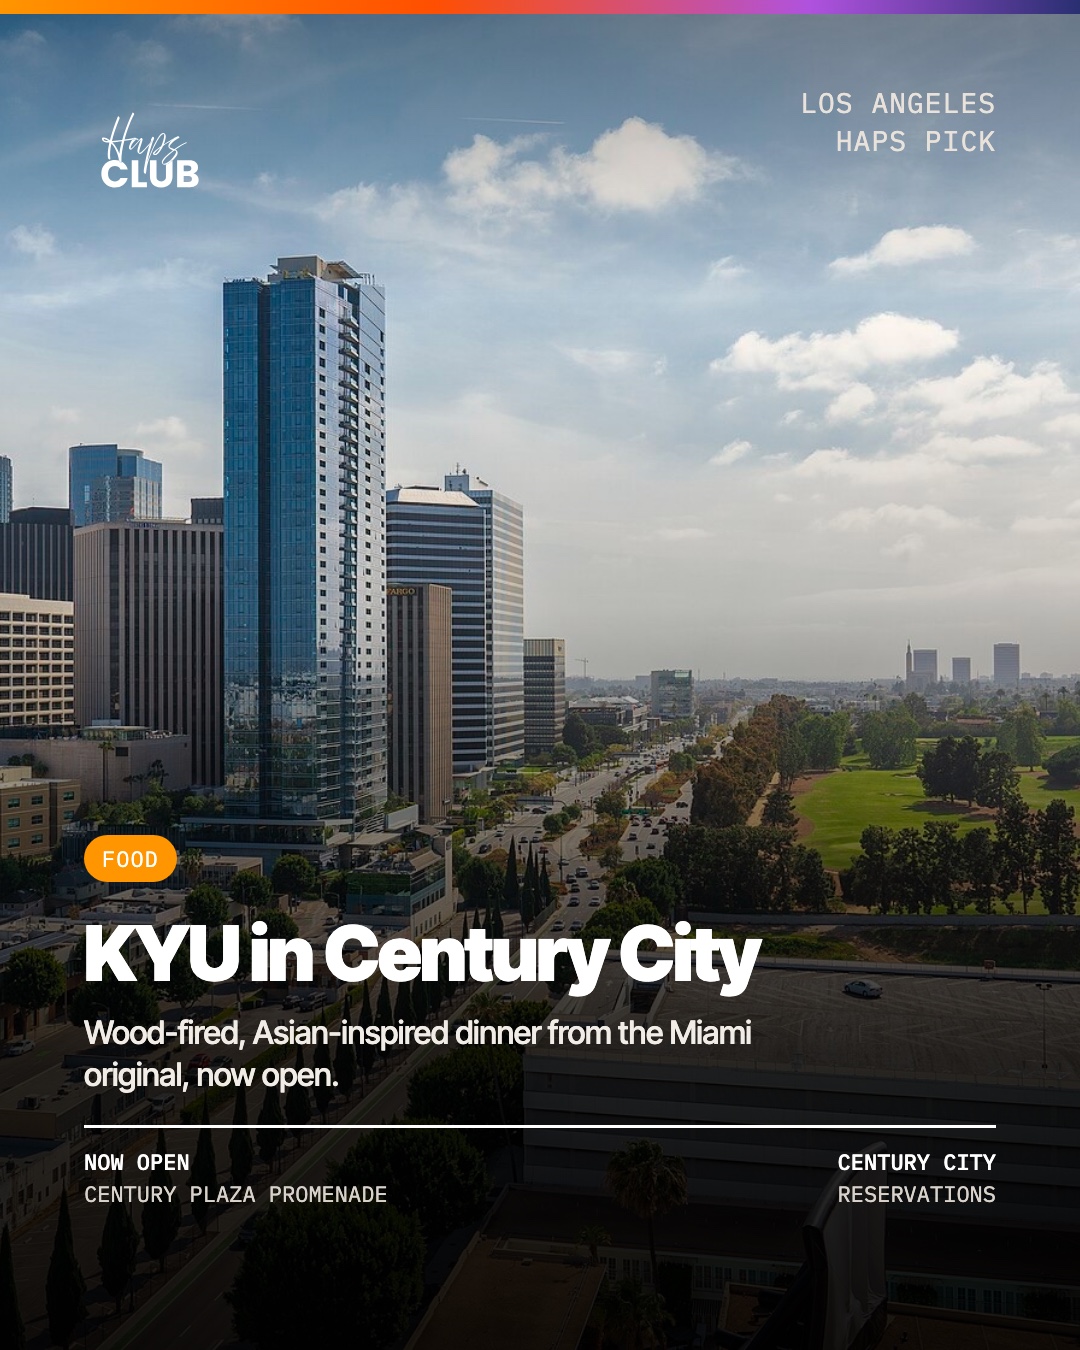 Haps
CLUB
LOS ANGELES
HAPS PICK
FARGO
FOOD
KYU in Century City
Wood-fired, Asian-inspired dinner from the Miami
original, now open.
NOW OPEN
CENTURY PLAZA PROMENADE
CENTURY CITY
RESERVATIONS